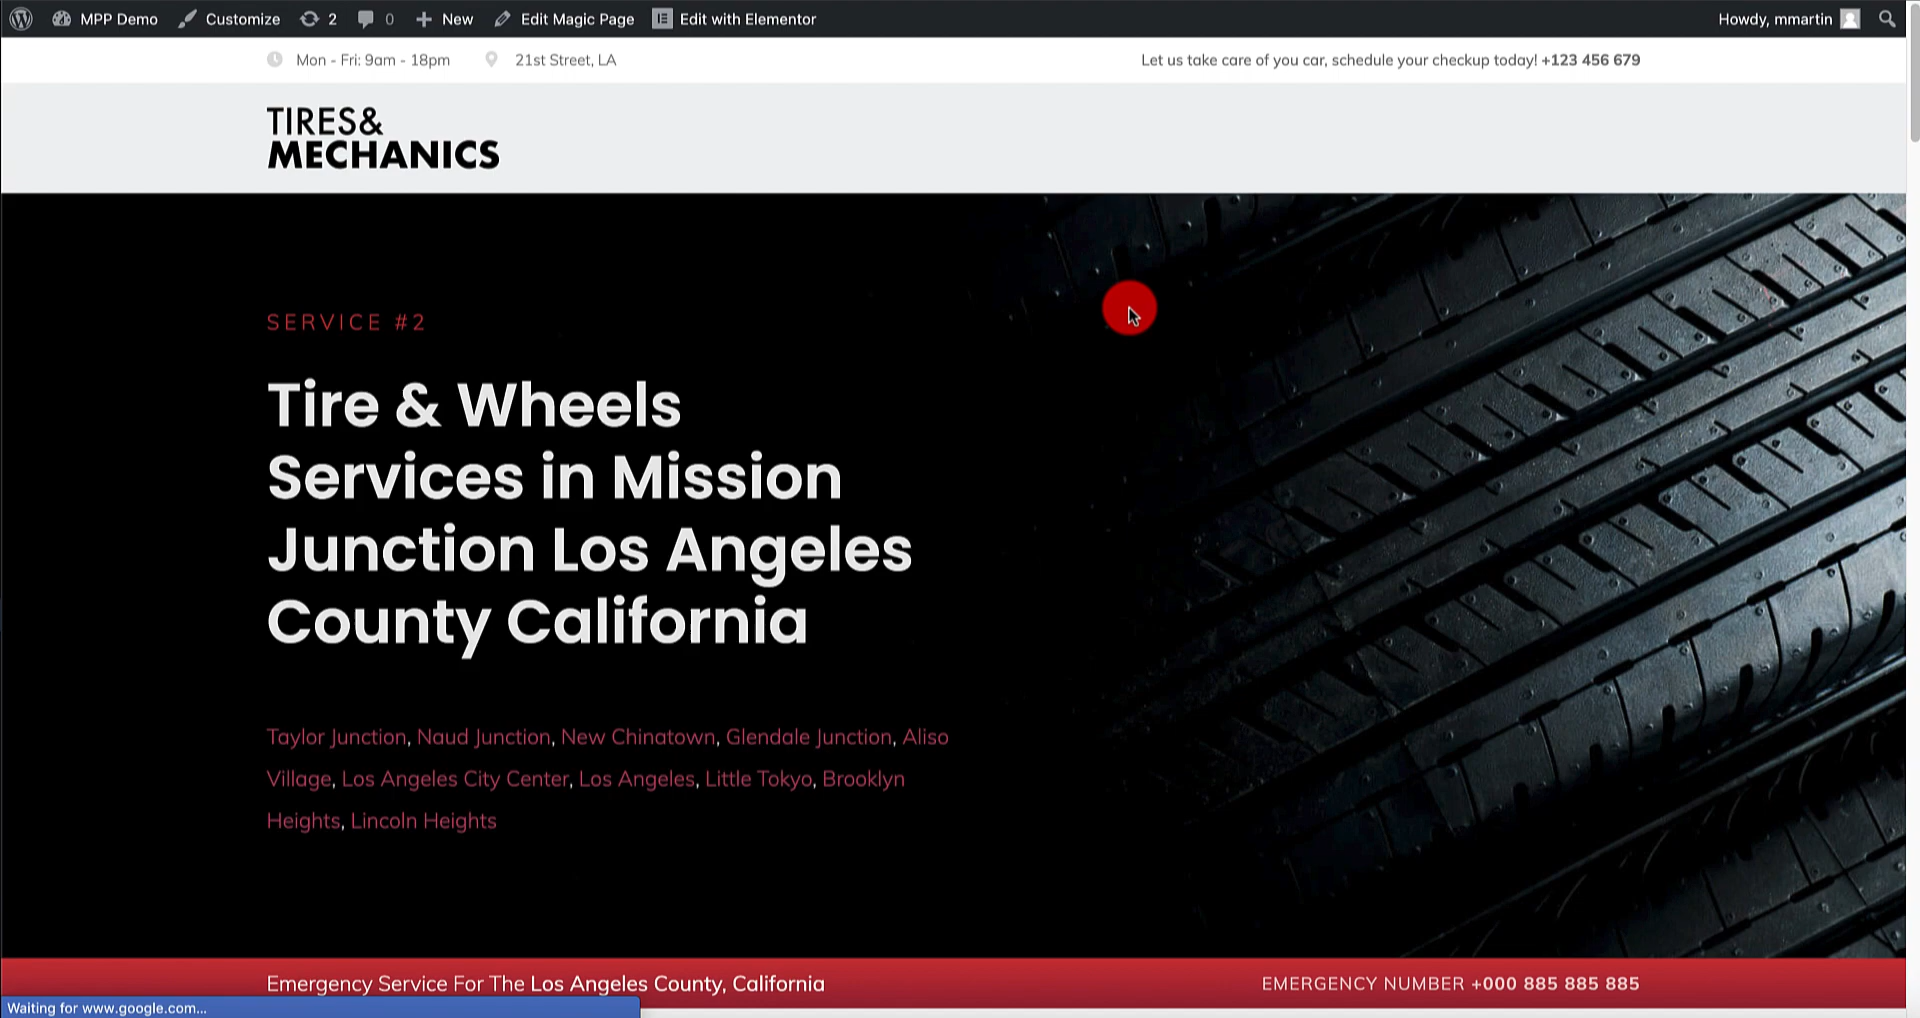 MPP Demo Customize 2 0 New Edit Magic Page Edit with Elementor Howdy, mmartin
Mon - Fri: 9am - 18pm 21st Street, LA Let us take care of you car, schedule your checkup today! +123 456 679
TIRES&
MECHANICS
SERVICE #2
Tire & Wheels
Services in Mission
Junction Los Angeles
County California
Taylor Junction, Naud Junction, New Chinatown, Glendale Junction, Aliso
Village, Los Angeles City Center, Los Angeles, Little Tokyo, Brooklyn
Heights, Lincoln Heights
Emergency Service For The Los Angeles County, California EMERGENCY NUMBER +000 885 885 885
Waiting for www.google.com...